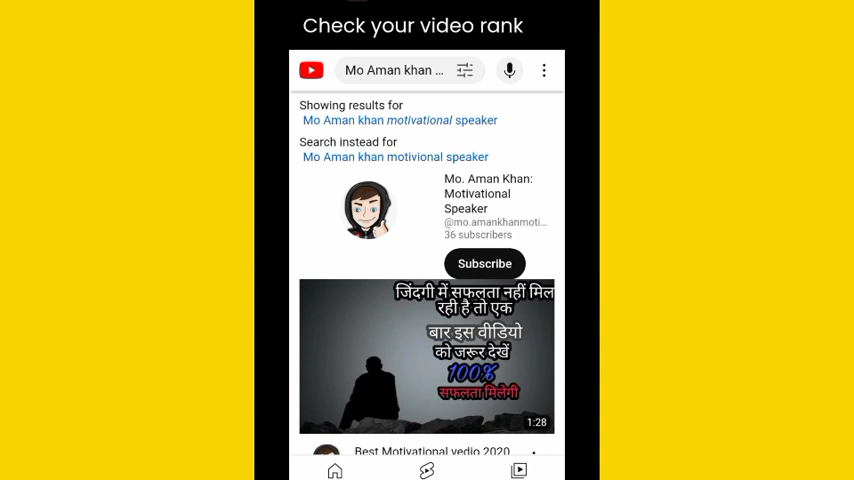 Check your video rank
Mo Aman khan ...
Showing results for
Mo Aman khan motivational speaker
Search instead for
Mo Aman khan motivional speaker
Mo. Aman Khan:
Motivational
Speaker
@mo.amankhanmoti...
36 subscribers
Subscribe
जिंदगी में सफलता नहीं मिल
रही है तो एक
बार इस वीडियो
को जरूर देखें
100%
सफलता मिलेगी
1:28
Best Motivational vedio 2020